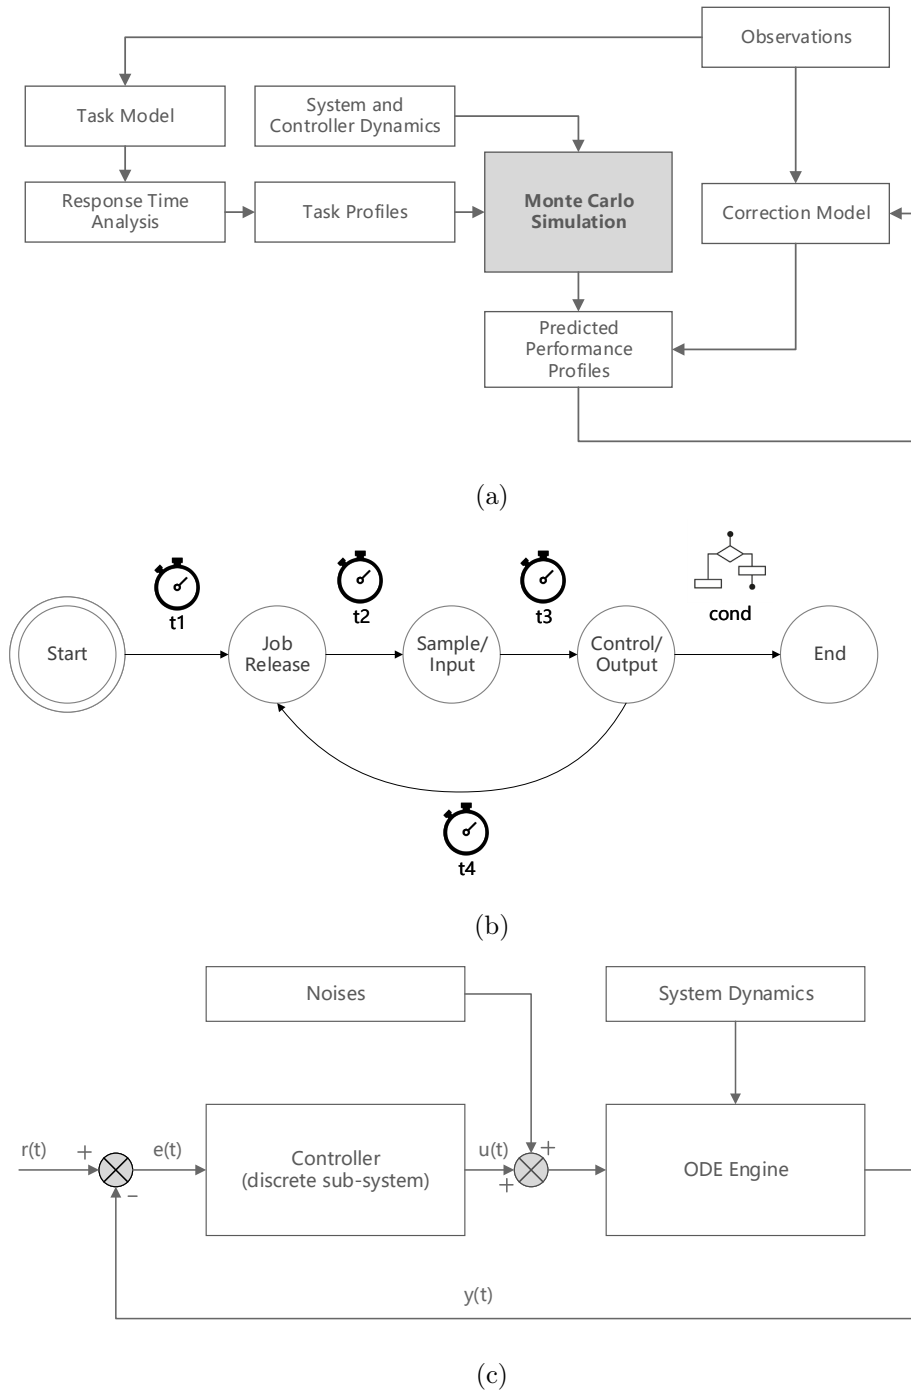 Observations
Task Model
System and
Controller Dynamics
Response Time
Analysis
Task Profiles
Monte Carlo
Simulation
Correction Model
Predicted
Performance
Profiles
(a)
t1
t2
t3
cond
Start
Job
Release
Sample/
Input
Control/
Output
End
t4
(b)
Noises
System Dynamics
r(t)
+
e(t)
Controller
(discrete sub-system)
u(t)
+
+
ODE Engine
−
y(t)
(c)